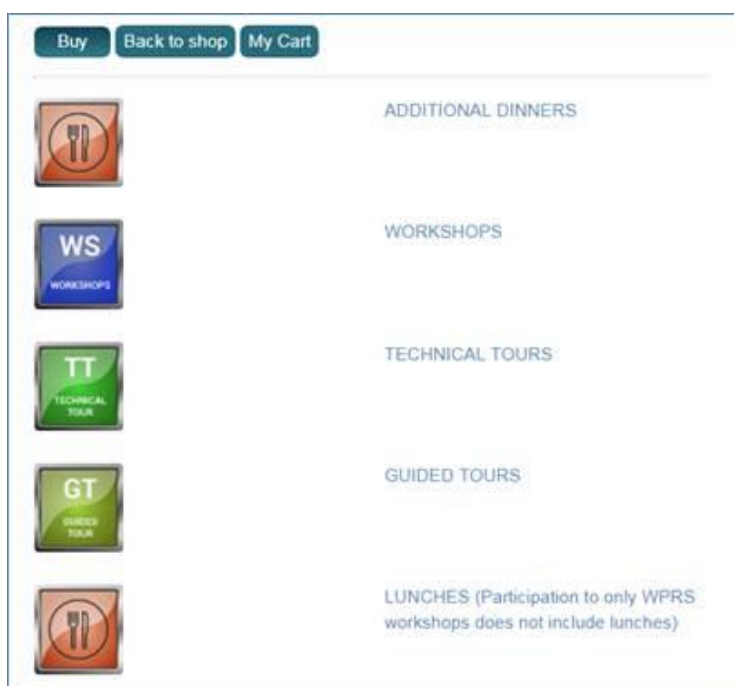 Buy Back to shop My Cart
ADDITIONAL DINNERS
WS
WORKSHOPS
WORKSHOPS
TT
TECHNICAL
TOUR
TECHNICAL TOURS
GT
GUIDED
TOUR
GUIDED TOURS
LUNCHES (Participation to only WPRS
workshops does not include lunches)